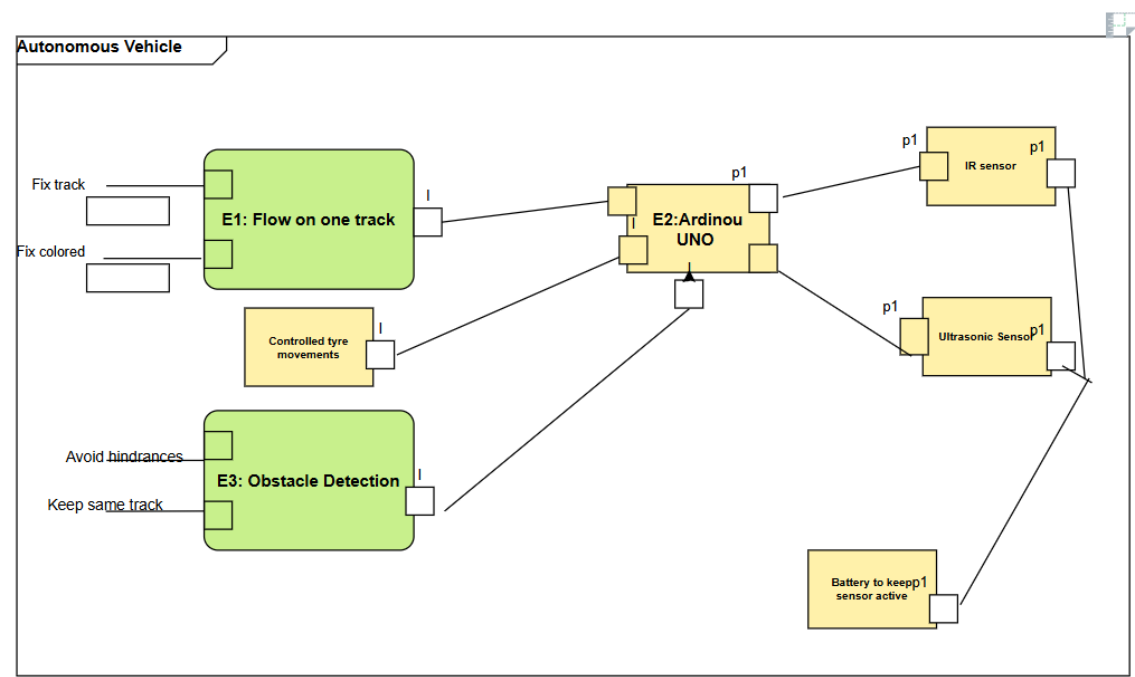 Autonomous Vehicle
Fix track
Fix colored
E1: Flow on one track
I
Controlled tyre
movements
I
Avoid hindrances
Keep same track
E3: Obstacle Detection
I
p1
I
E2:Ardinou
UNO
I
p1
IR sensor
p1
p1
Ultrasonic Sensor
p1
Battery to keep
sensor active
p1